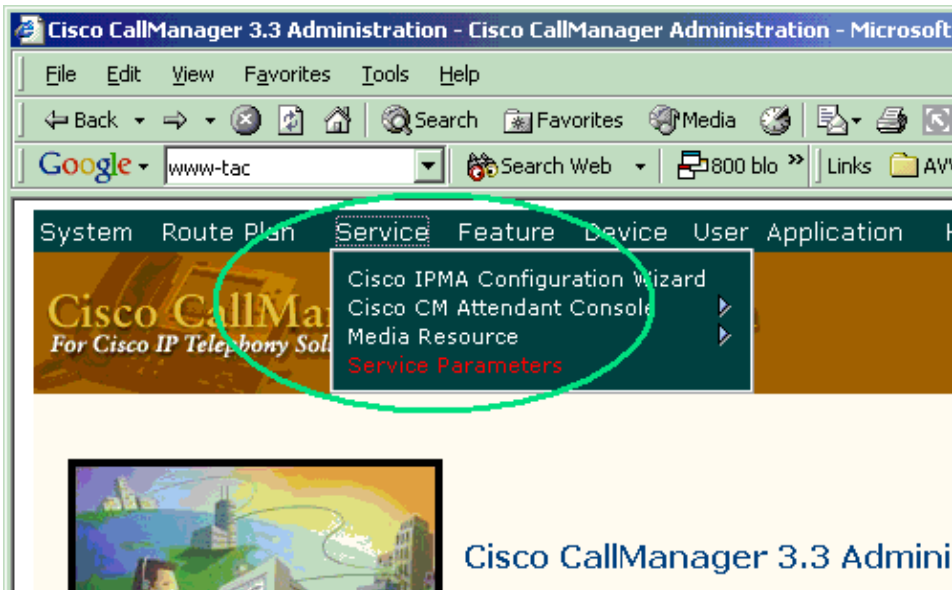 Cisco CallManager 3.3 Administration - Cisco CallManager Administration - Microsoft
File Edit View Favorites Tools Help
Back Search Favorites Media
Google www-tac Search Web 800 blo » Links
System Route Plan Service Feature Device User Application
Cisco IPMA Configuration Wizard
Cisco CM Attendant Console
Media Resource
Service Parameters
Cisco CallMa
For Cisco IP Telephony Sol
Cisco CallManager 3.3 Admini